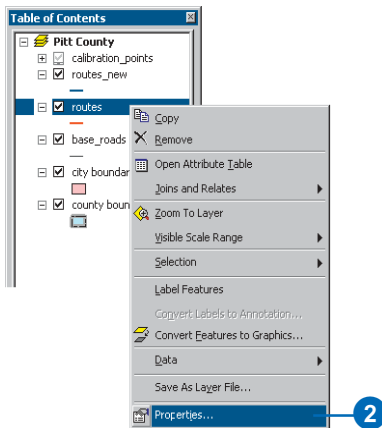 Table of Contents
Pitt County
calibration_points
routes_new
routes
base_roads
city boundar
county boun
Copy
Remove
Open Attribute Table
Joins and Relates
Zoom To Layer
Visible Scale Range
Selection
Label Features
Convert Labels to Annotation...
Convert Features to Graphics...
Data
Save As Layer File...
Properties...
2